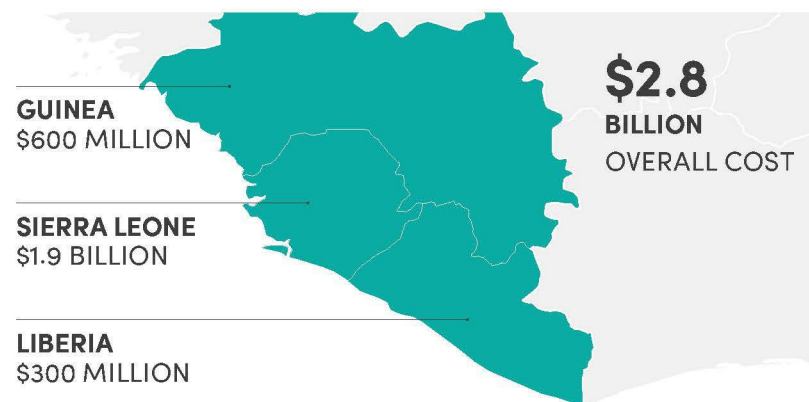 GUINEA
$600 MILLION
SIERRA LEONE
$1.9 BILLION
LIBERIA
$300 MILLION
$2.8
BILLION
OVERALL COST